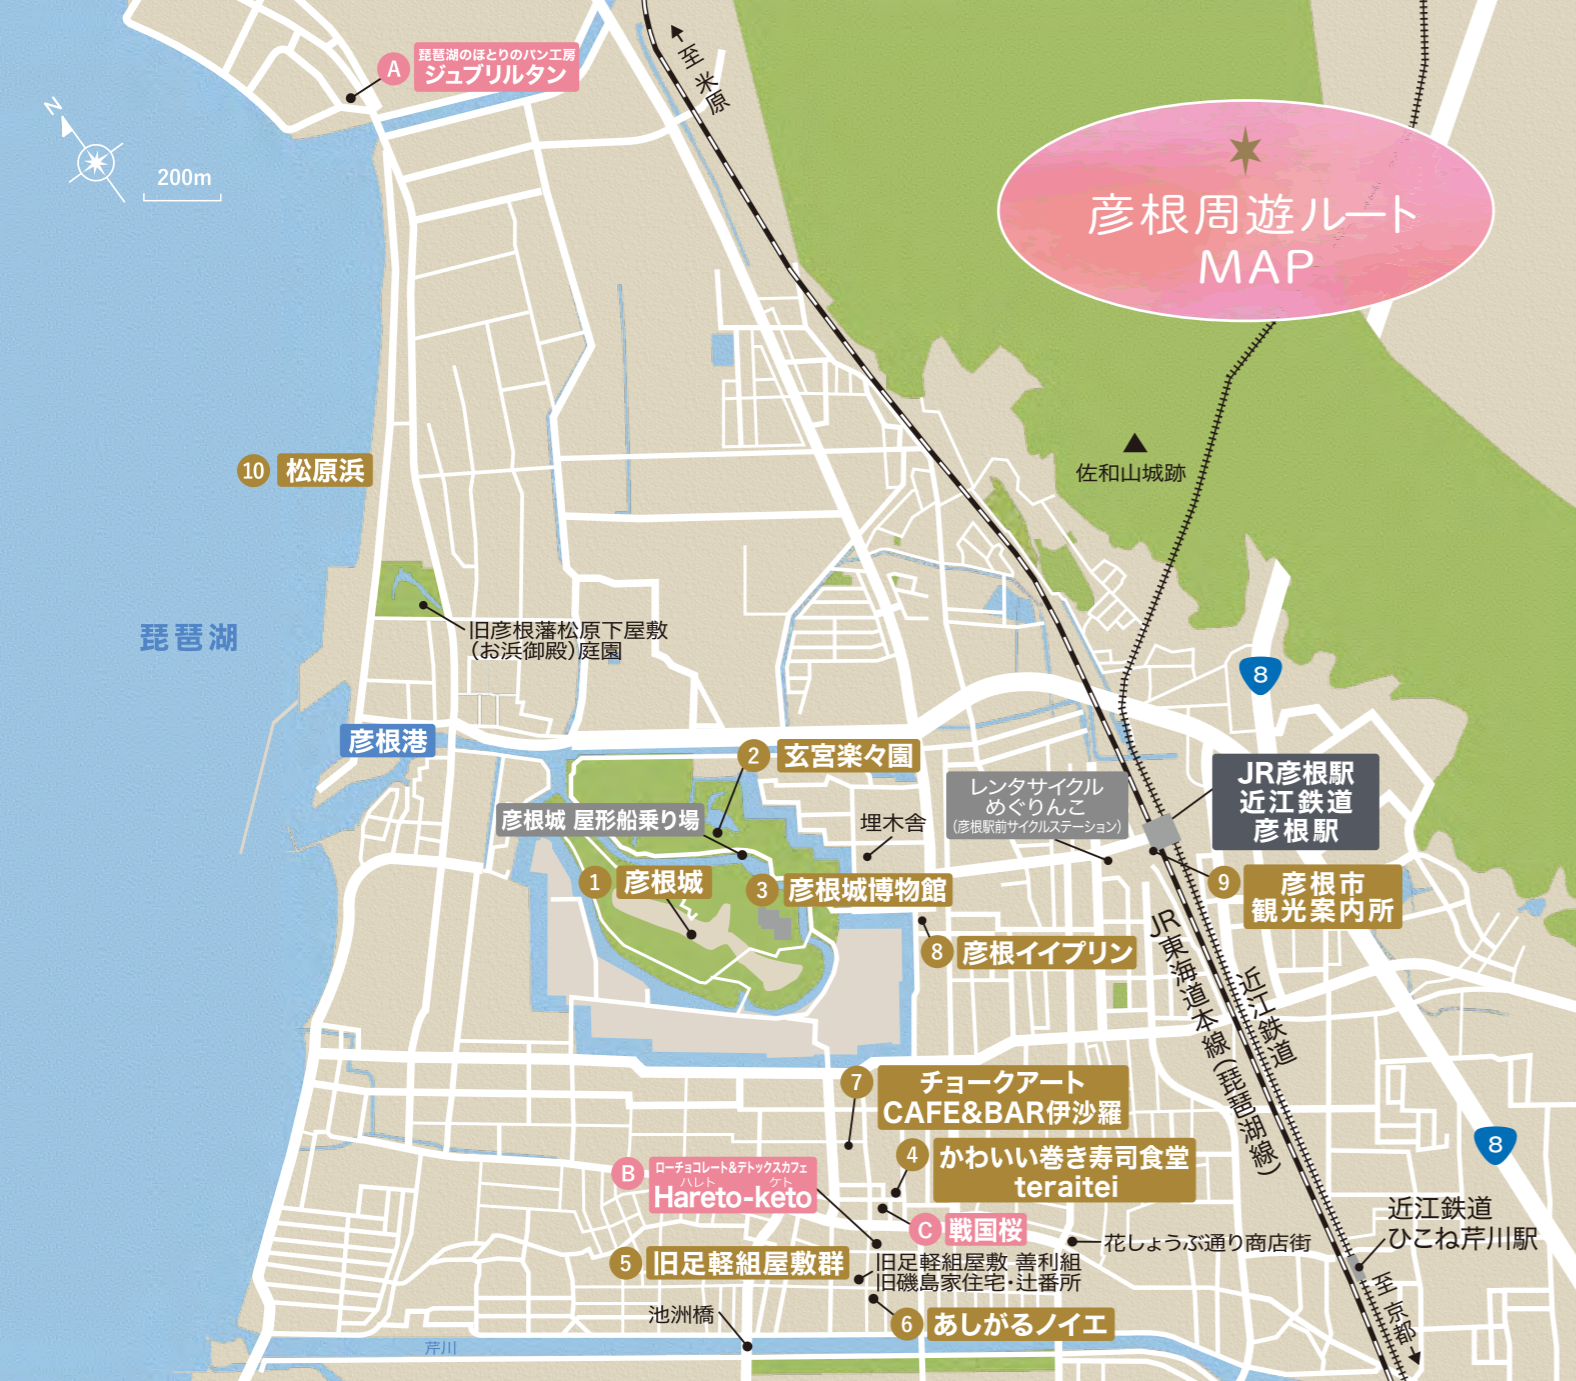 彦根周遊ルート
MAP
N
200m
A
琵琶湖のほとりのパン工房
ジュブリルタン
至 米原
佐和山城跡
10 松原浜
旧彦根藩松原下屋敷
(お浜御殿)庭園
琵琶湖
8
彦根港
2 玄宮楽々園
レンタサイクル
めぐりんこ
(彦根駅前サイクルステーション)
JR彦根駅
近江鉄道
彦根駅
彦根城 屋形船乗り場
埋木舎
1 彦根城
3 彦根城博物館
9 彦根市
観光案内所
8 彦根イイプリン
JR東海道本線(琵琶湖線)
近江鉄道
7 チョークアート
CAFE&BAR伊沙羅
8
4 かわいい巻き寿司食堂
teraitei
B
ローチョコレート&デトックスカフェ
ハレト ケト
Hareto-keto
C 戦国桜
花しょうぶ通り商店街
近江鉄道
ひこね芹川駅
5 旧足軽組屋敷群
旧足軽組屋敷 善利組
旧磯島家住宅・辻番所
6 あしがるノイエ
池洲橋
芹川
至 京都